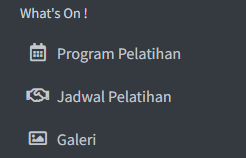 What's On !
Program Pelatihan
Jadwal Pelatihan
Galeri